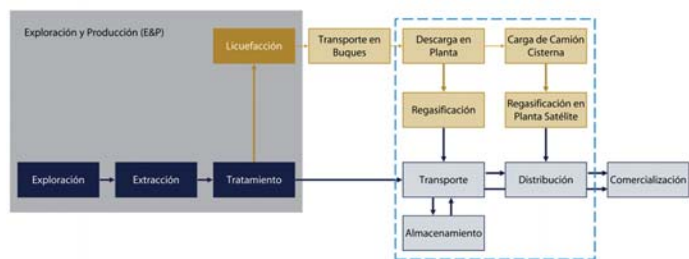 Exploración y Producción (E&P)
Licuefacción
Transporte en
Buques
Descarga en
Planta
Carga de Camión
Cisterna
Regasificación
Regasificación en
Planta Satélite
Exploración
Extracción
Tratamiento
Transporte
Distribución
Comercialización
Almacenamiento